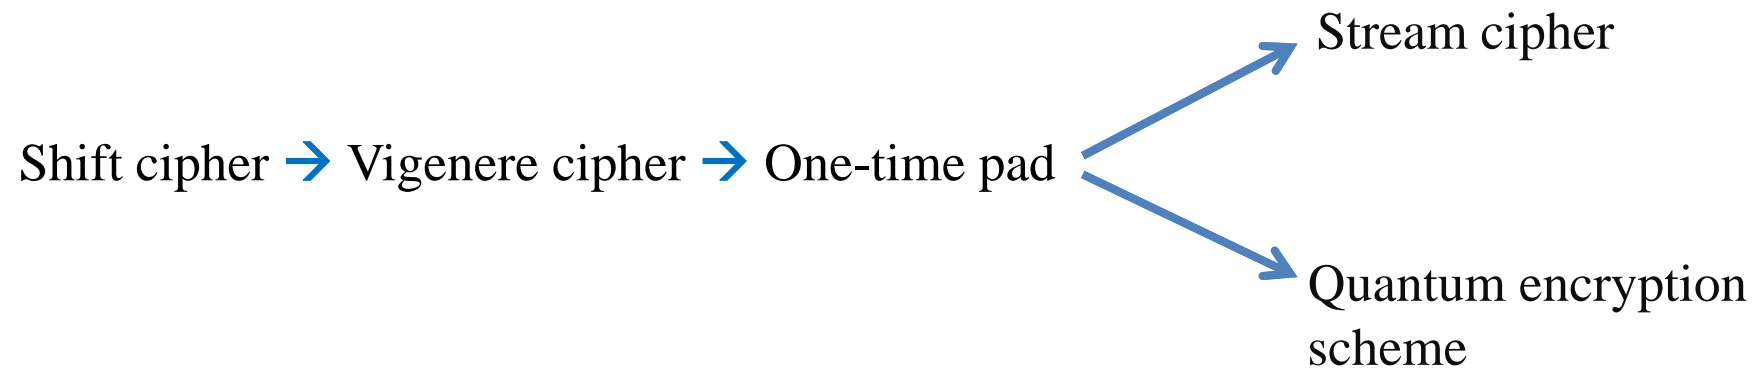 Stream cipher
Shift cipher → Vigenere cipher → One-time pad
Quantum encryption
scheme